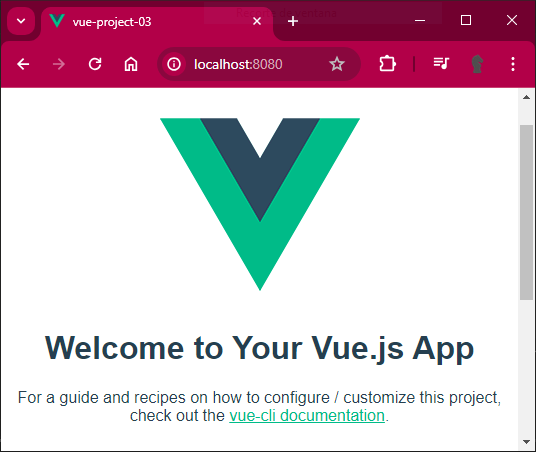 vue-project-03
localhost:8080
Welcome to Your Vue.js App
For a guide and recipes on how to configure / customize this project,
check out the vue-cli documentation.